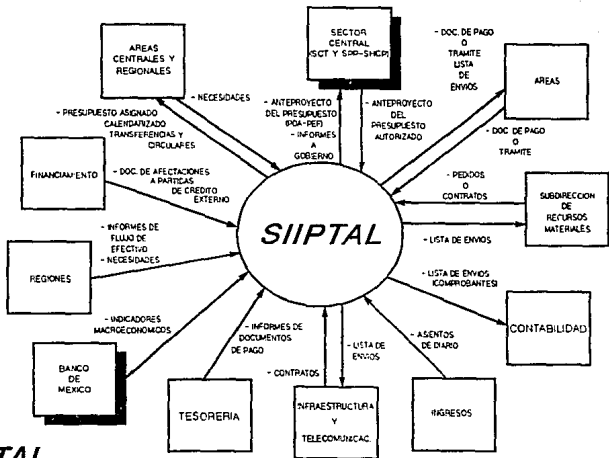 SECTOR
CENTRAL
(SCT Y SPP-SHCP)
- DOC. DE PAGO
O
TRAMITE
LISTA
DE
ENVIOS
AREAS
CENTRALES Y
REGIONALES
- NECESIDADES
- ANTEPROYECTO
DEL PRESUPUESTO
(POA-PEF)
- INFORMES
A
GOBIERNO
- ANTEPROYECTO
DEL
PRESUPUESTO
AUTORIZADO
AREAS
- PRESUPUESTO ASIGNADO
CALENDARIZADO
TRANSFERENCIAS Y
CIRCULARES
- DOC. DE PAGO
O
TRAMITE
FINANCIAMIENTO
- DOC. DE AFECTACIONES
A PARTICAS
DE CREDITO
EXTERNO
- PEDIDOS
O
CONTRATOS
SUBDIRECCION
DE
RECURSOS
MATERIALES
SIIPTAL
- LISTA DE ENVIOS
REGIONES
- INFORMES DE
FLUJO DE
EFECTIVO
- NECESIDADES
- LISTA DE ENVIOS
(COMPROBANTES)
CONTABILIDAD
- INDICADORES
MACROECONOMICOS
BANCO
DE
MEXICO
- INFORMES DE
DOCUMENTOS
DE PAGO
- CONTRATOS
- LISTA DE
ENVIOS
- ASIENTOS
DE DIARIO
TESORERIA
INFRAESTRUCTURA
Y
TELECOMUNICAC.
INGRESOS